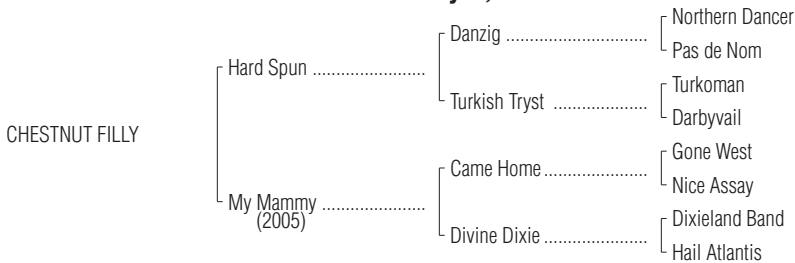 Northern Dancer
Danzig ..............................
Pas de Nom
Hard Spun ........................
Turkoman
Turkish Tryst ....................
Darbyvail
CHESTNUT FILLY
Gone West
Came Home ......................
Nice Assay
My Mammy ......................
(2005)
Dixieland Band
Divine Dixie ......................
Hail Atlantis